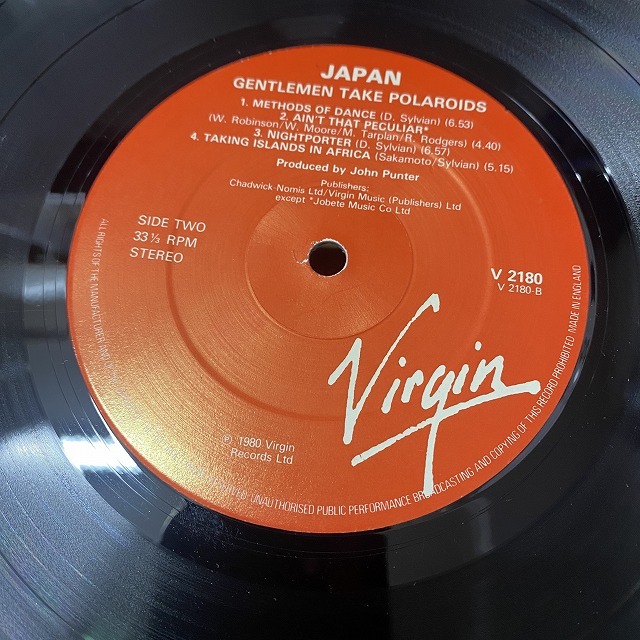 JAPAN
GENTLEMEN TAKE POLAROIDS
1. METHODS OF DANCE (D. Sylvian) (6.53)
2. AIN'T THAT PECULIAR*
(W. Robinson/W. Moore/M. Tarplan/R. Rodgers) (4.40)
3. NIGHTPORTER (D. Sylvian) (6.57)
4. TAKING ISLANDS IN AFRICA (Sakamoto/Sylvian) (5.15)
Produced by John Punter
Publishers;
Chadwick-Nomis Ltd/Virgin Music (Publishers) Ltd
except *Jobete Music Co Ltd
SIDE TWO
33 ⅓ RPM
STEREO
V 2180
V 2180-B
Virgin
℗ 1980 Virgin
Records Ltd
ALL RIGHTS OF THE MANUFACTURER AND
UNAUTHORISED PUBLIC PERFORMANCE BROADCASTING AND COPYING OF THIS RECORD PROHIBITED MADE IN ENGLAND